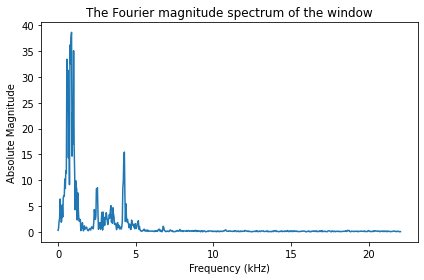 The Fourier magnitude spectrum of the window
Absolute Magnitude
40
35
30
25
20
15
10
5
0
0 5 10 15 20
Frequency (kHz)